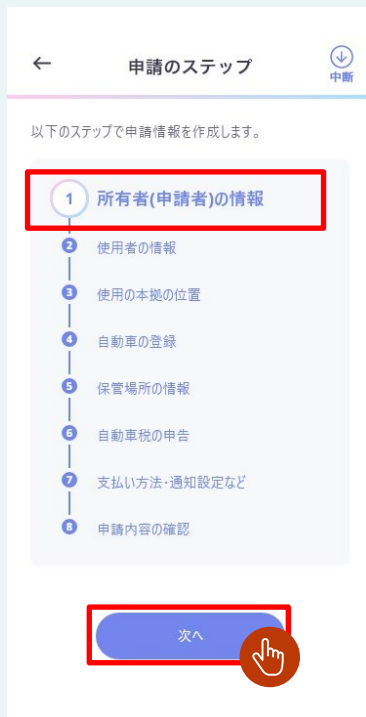 申請のステップ
中断
以下のステップで申請情報を作成します。
1 所有者(申請者)の情報
2 使用者の情報
3 使用の本拠の位置
4 自動車の登録
5 保管場所の情報
6 自動車税の申告
7 支払い方法・通知設定など
8 申請内容の確認
次へ